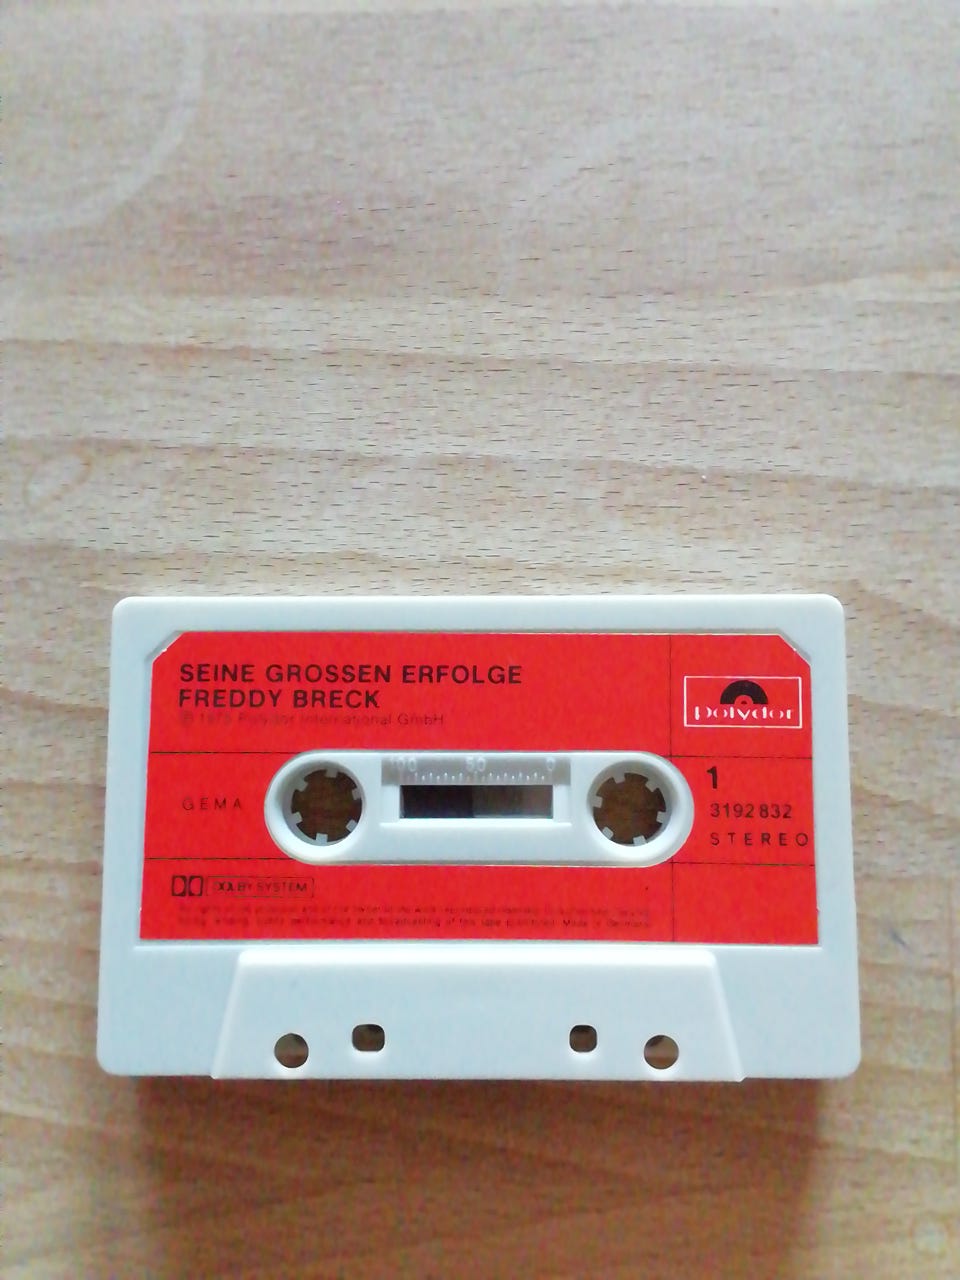 SEINE GROSSEN ERFOLGE
FREDDY BRECK
Polydor International GmbH
polydor
100 50 0
GEMA
1
3192 832
STEREO
DOLBY SYSTEM